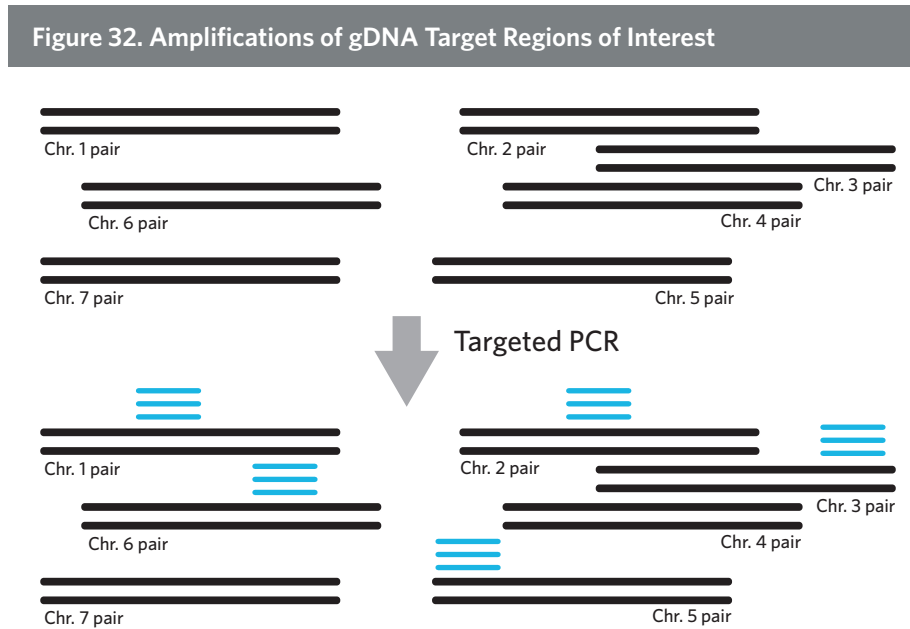 Figure 32. Amplifications of gDNA Target Regions of Interest
Chr. 1 pair
Chr. 2 pair
Chr. 3 pair
Chr. 6 pair
Chr. 4 pair
Chr. 7 pair
Chr. 5 pair
Targeted PCR
Chr. 1 pair
Chr. 2 pair
Chr. 3 pair
Chr. 6 pair
Chr. 4 pair
Chr. 7 pair
Chr. 5 pair